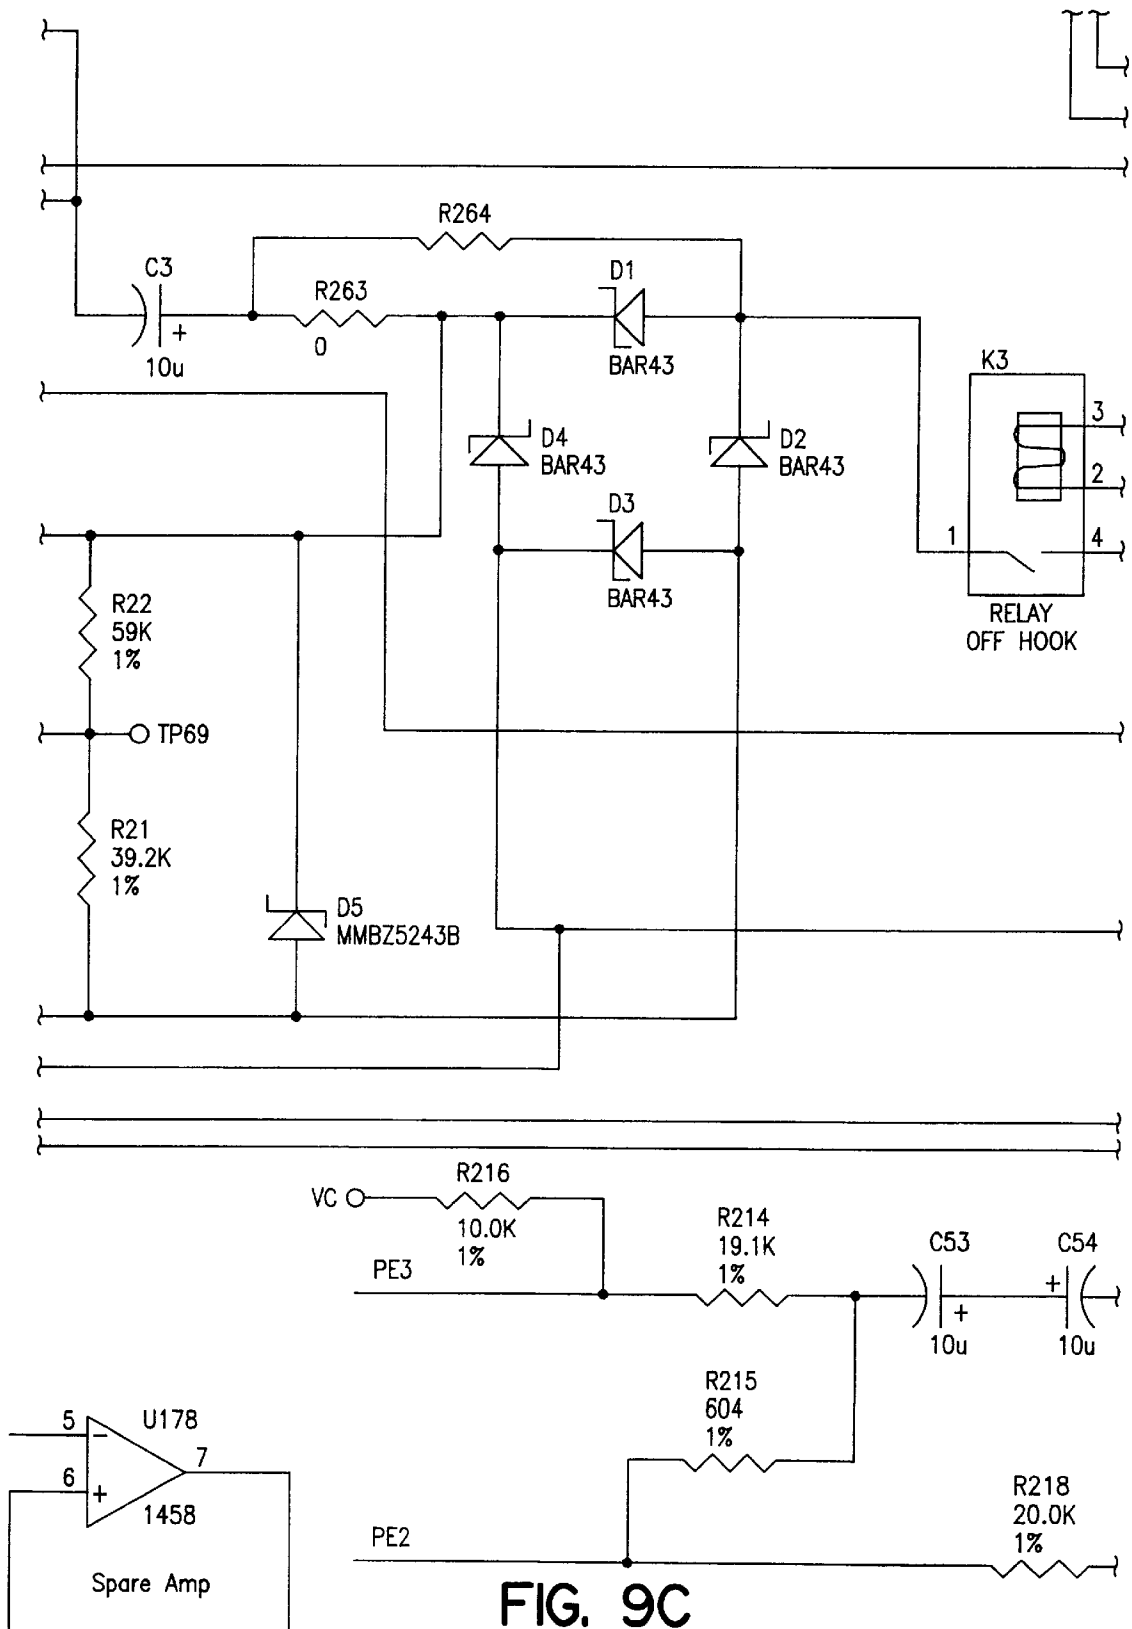 R264
C3
+
10u
R263
0
D1
BAR43
K3
3
2
1
4
RELAY
OFF HOOK
D4
BAR43
D2
BAR43
D3
BAR43
R22
59K
1%
TP69
R21
39.2K
1%
D5
MMBZ5243B
VC
R216
10.0K
1%
PE3
R214
19.1K
1%
C53
+
10u
C54
+
10u
R215
604
1%
5
-
6
+
U178
7
1458
Spare Amp
PE2
R218
20.0K
1%
FIG. 9C